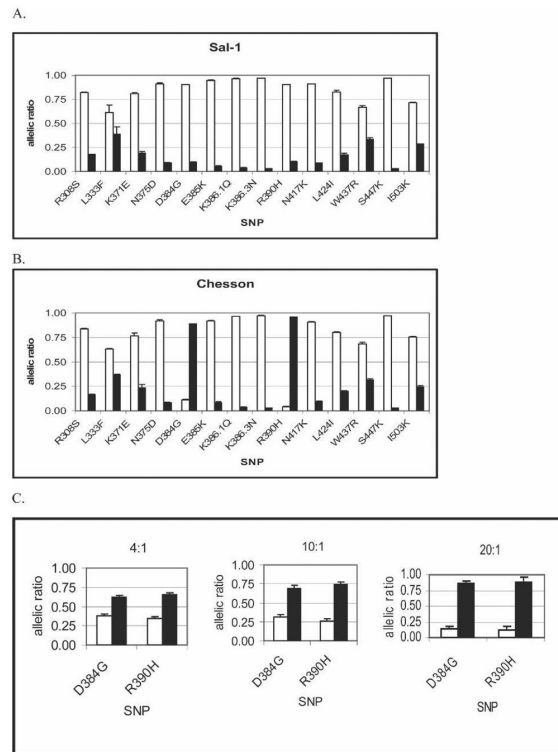 A.
Sal-1
allelic ratio
1.00
0.75
0.50
0.25
0.00
R308S
L333F
K371E
N375D
D384G
E385K
K386.1Q
K386.3N
R390H
N417K
L424I
W437R
S447K
I503K
SNP
B.
Chesson
allelic ratio
1.00
0.75
0.50
0.25
0.00
R308S
L333F
K371E
N375D
D384G
E385K
K386.1Q
K386.3N
R390H
N417K
L424I
W437R
S447K
I503K
SNP
C.
4:1
allelic ratio
1.00
0.75
0.50
0.25
0.00
D384G
R390H
SNP
10:1
allelic ratio
1.00
0.75
0.50
0.25
0.00
D384G
R390H
SNP
20:1
allelic ratio
1.00
0.75
0.50
0.25
0.00
D384G
R390H
SNP